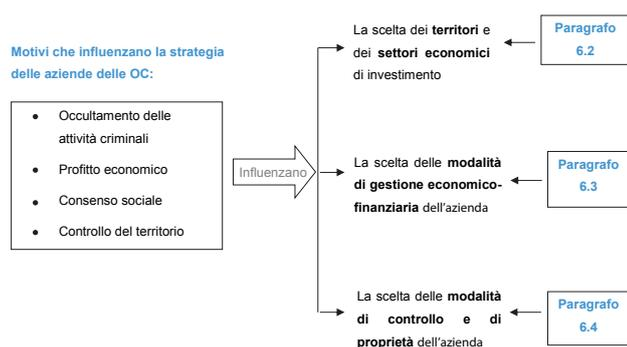 Motivi che influenzano la strategia
delle aziende delle OC:
• Occultamento delle
attività criminali
• Profitto economico
• Consenso sociale
• Controllo del territorio
Influenzano
La scelta dei territori e
dei settori economici
di investimento
Paragrafo
6.2
La scelta delle modalità
di gestione economico-
finanziaria dell'azienda
Paragrafo
6.3
La scelta delle modalità
di controllo e di
proprietà dell'azienda
Paragrafo
6.4